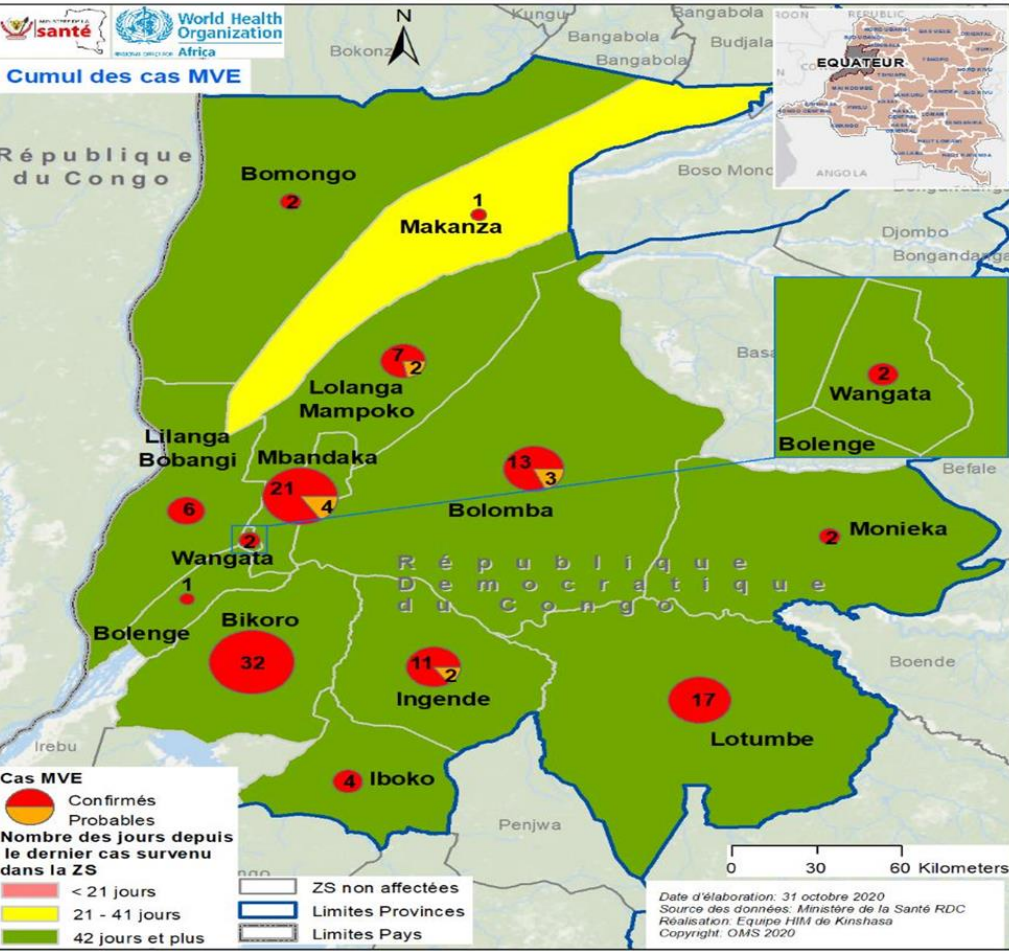 santé
World Health
Organization
Africa
Cumul des cas MVE
N
Kungu
Bangabola
Bokonz
Bangabola
Budjala
Bangabola
REPUBLIC
EQUATEUR
ANGOLA
République
du Congo
Bomongo
2
1
Makanza
Boso Mond
Djombo
Bongandanga
7
2
Lolanga
Mampoko
Basa
2
Wangata
Bolenge
Lilanga
Bobangi
Mbandaka
21
4
13
3
Bolomba
Befale
6
2
Wangata
2
Monieka
République
Democratique
du Congo
1
Bolenge
Bikoro
32
11
2
Ingende
17
Lotumbe
Boende
Irebu
4
Iboko
Penjwa
Cas MVE
Confirmés
Probables
Nombre des jours depuis
le dernier cas survenu
dans la ZS
< 21 jours
21 - 41 jours
42 jours et plus
ZS non affectées
Limites Provinces
Limites Pays
0 30 60 Kilometers
Date d'élaboration: 31 octobre 2020
Source des données: Ministère de la Santé RDC
Réalisation: Equipe HIM de Kinshasa
Copyright: OMS 2020